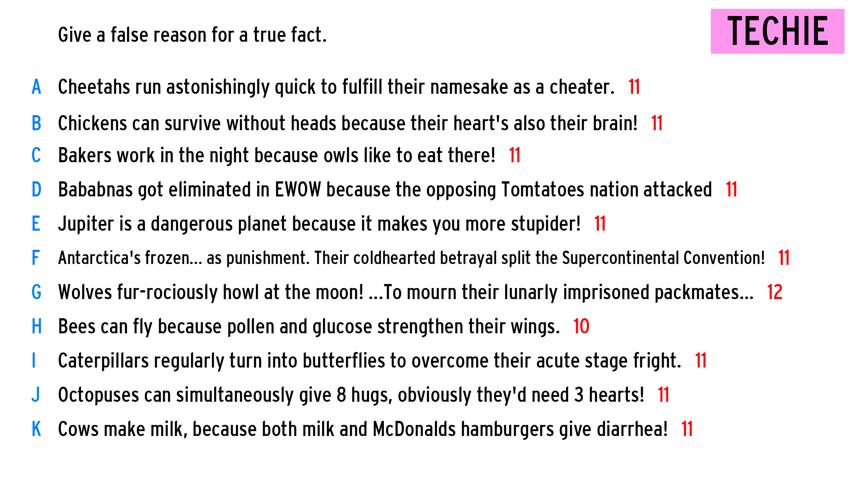 Give a false reason for a true fact.
TECHIE
A Cheetahs run astonishingly quick to fulfill their namesake as a cheater. 11
B Chickens can survive without heads because their heart's also their brain! 11
C Bakers work in the night because owls like to eat there! 11
D Bababnas got eliminated in EWOW because the opposing Tomtatoes nation attacked 11
E Jupiter is a dangerous planet because it makes you more stupider! 11
F Antarctica's frozen... as punishment. Their coldhearted betrayal split the Supercontinental Convention! 11
G Wolves fur-rociously howl at the moon! ...To mourn their lunarly imprisoned packmates... 12
H Bees can fly because pollen and glucose strengthen their wings. 10
I Caterpillars regularly turn into butterflies to overcome their acute stage fright. 11
J Octopuses can simultaneously give 8 hugs, obviously they'd need 3 hearts! 11
K Cows make milk, because both milk and McDonalds hamburgers give diarrhea! 11